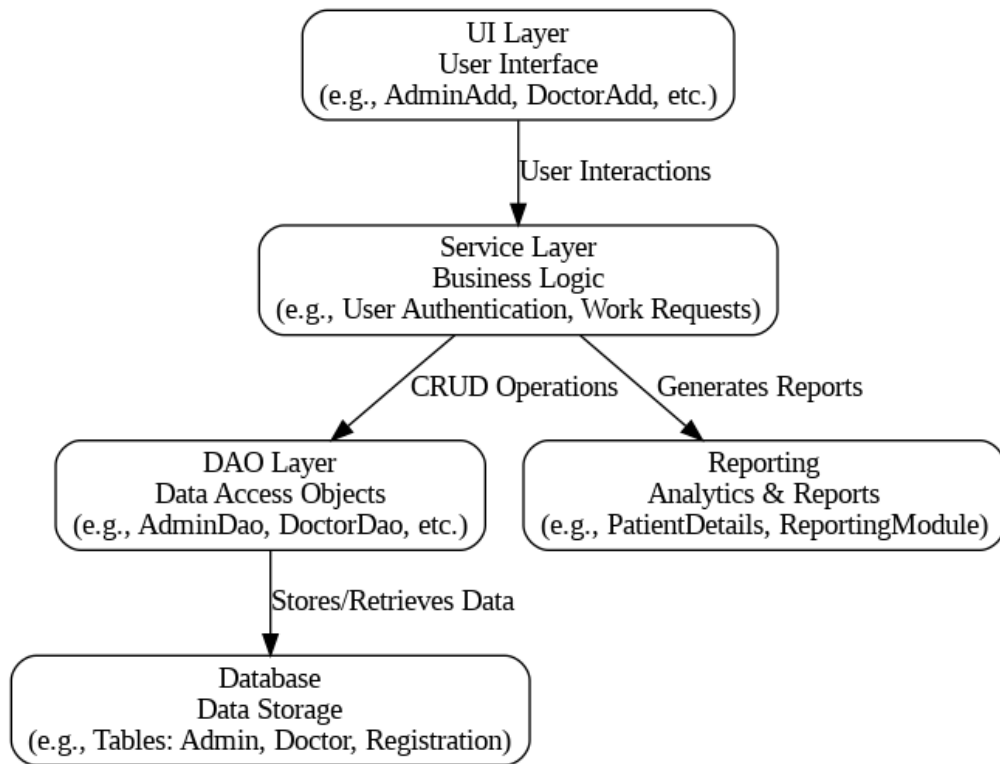 UI Layer
User Interface
(e.g., AdminAdd, DoctorAdd, etc.)
User Interactions
Service Layer
Business Logic
(e.g., User Authentication, Work Requests)
CRUD Operations
Generates Reports
DAO Layer
Data Access Objects
(e.g., AdminDao, DoctorDao, etc.)
Reporting
Analytics & Reports
(e.g., PatientDetails, ReportingModule)
Stores/Retrieves Data
Database
Data Storage
(e.g., Tables: Admin, Doctor, Registration)